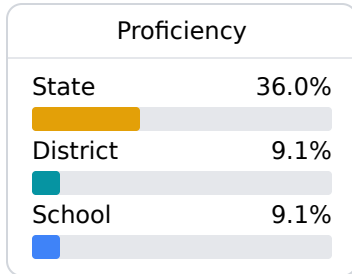 Proficiency
State 36.0%
District 9.1%
School 9.1%